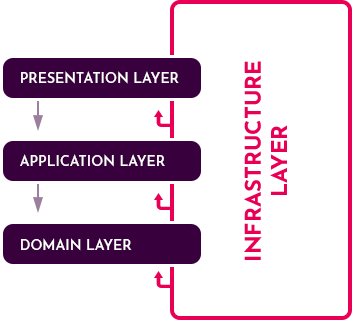 PRESENTATION LAYER
APPLICATION LAYER
DOMAIN LAYER
INFRASTRUCTURE
LAYER